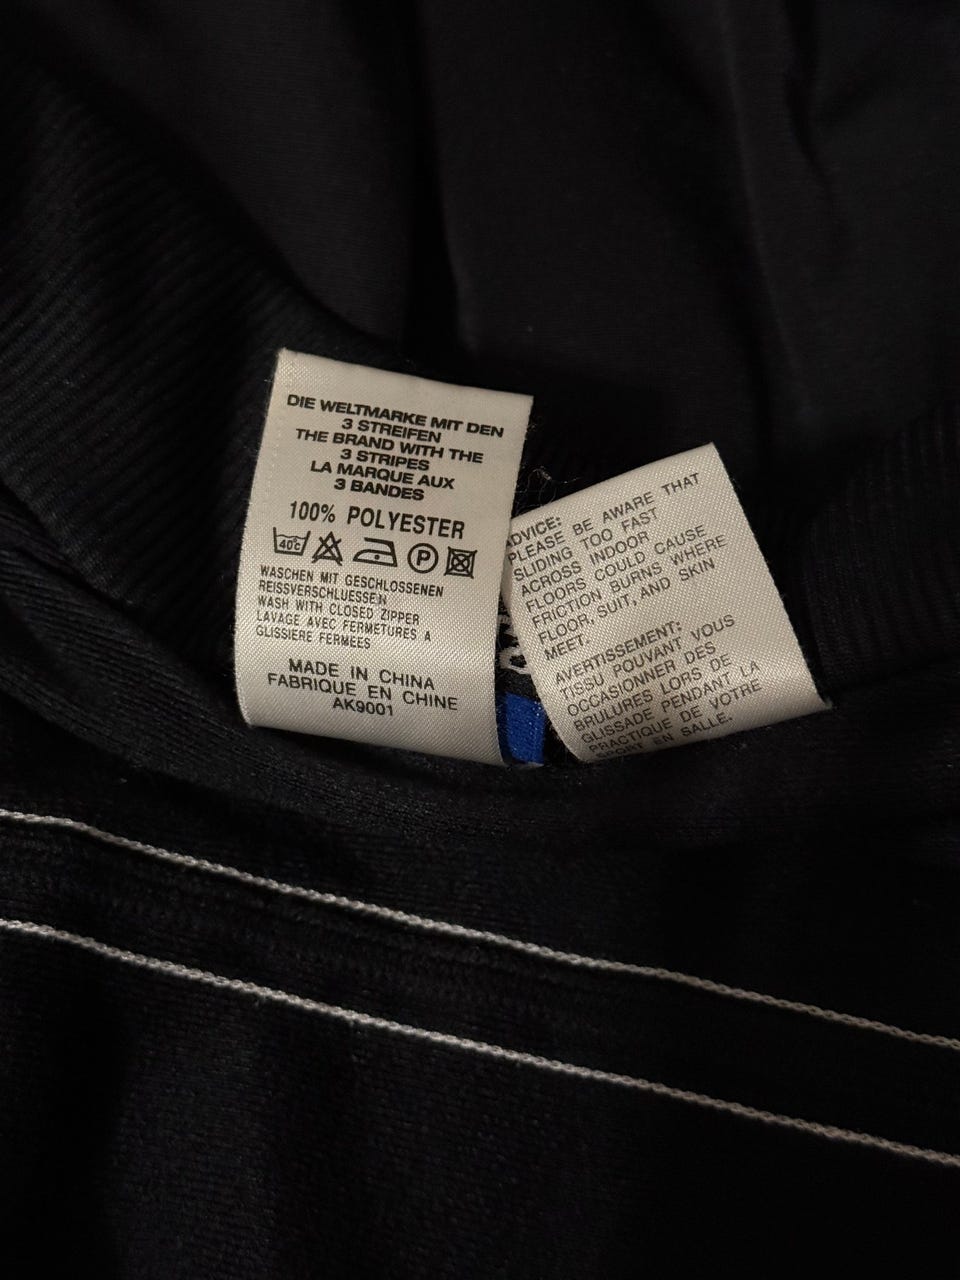 DIE WELTMARKE MIT DEN
3 STREIFEN
THE BRAND WITH THE
3 STRIPES
LA MARQUE AUX
3 BANDES
100% POLYESTER
40C P
WASCHEN MIT GESCHLOSSENEN
REISSVERSCHLUESSEN
WASH WITH CLOSED ZIPPER
LAVAGE AVEC FERMETURES A
GLISSIERE FERMEES
MADE IN CHINA
FABRIQUE EN CHINE
AK9001
ADVICE:
PLEASE BE AWARE THAT
SLIDING TOO FAST
ACROSS INDOOR
FLOORS COULD CAUSE
FRICTION BURNS WHERE
FLOOR, SUIT, AND SKIN
MEET.
AVERTISSEMENT:
TISSU POUVANT VOUS
OCCASIONNER DES
BRULURES LORS DE
GLISSADE PENDANT LA
PRACTIQUE DE VOTRE
SPORT EN SALLE.